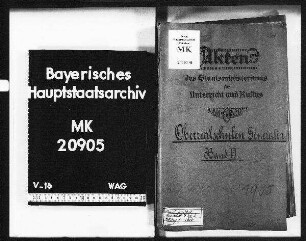 Bayerisches
Hauptstaatsarchiv
MK
20905
V-16 WAG
MK
Akten
des Staatsministeriums
für
Unterricht und Kultus
Oberrealschulen
Band II